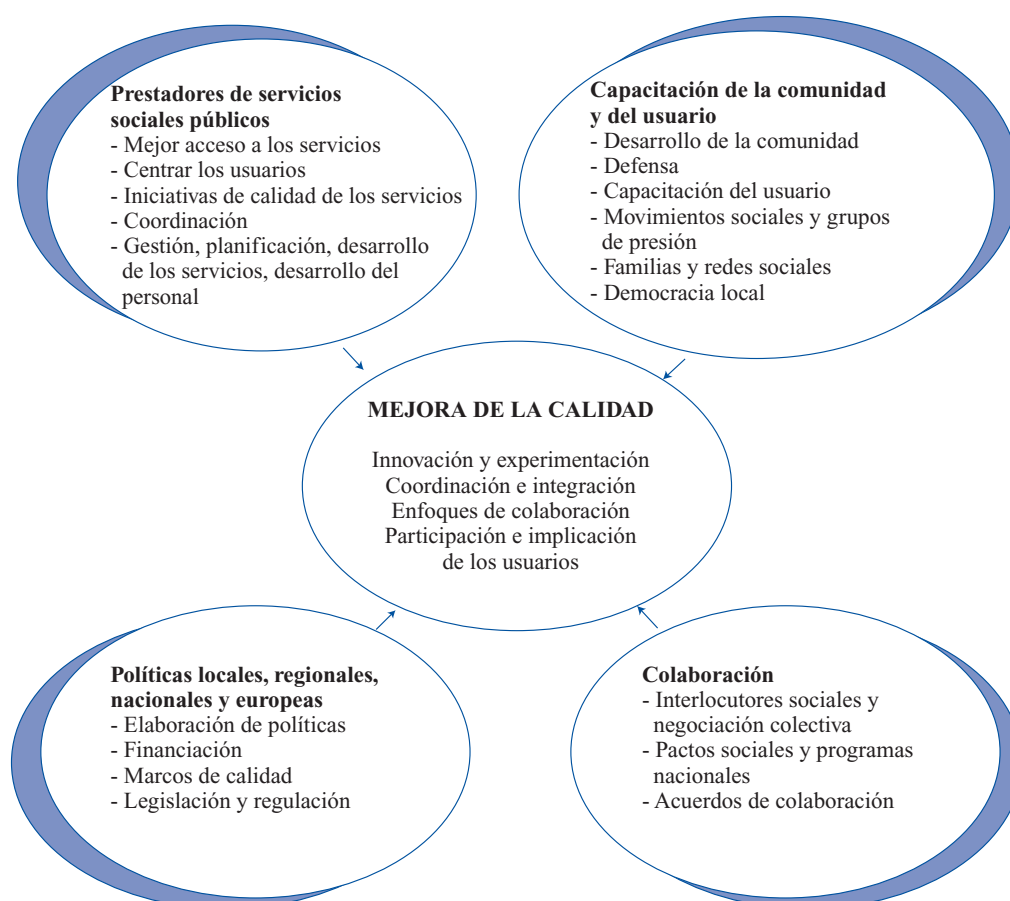 Prestadores de servicios
sociales públicos
- Mejor acceso a los servicios
- Centrar los usuarios
- Iniciativas de calidad de los servicios
- Coordinación
- Gestión, planificación, desarrollo
de los servicios, desarrollo del
personal
Capacitación de la comunidad
y del usuario
- Desarrollo de la comunidad
- Defensa
- Capacitación del usuario
- Movimientos sociales y grupos
de presión
- Familias y redes sociales
- Democracia local
MEJORA DE LA CALIDAD
Innovación y experimentación
Coordinación e integración
Enfoques de colaboración
Participación e implicación
de los usuarios
Políticas locales, regionales,
nacionales y europeas
- Elaboración de políticas
- Financiación
- Marcos de calidad
- Legislación y regulación
Colaboración
- Interlocutores sociales y
negociación colectiva
- Pactos sociales y programas
nacionales
- Acuerdos de colaboración